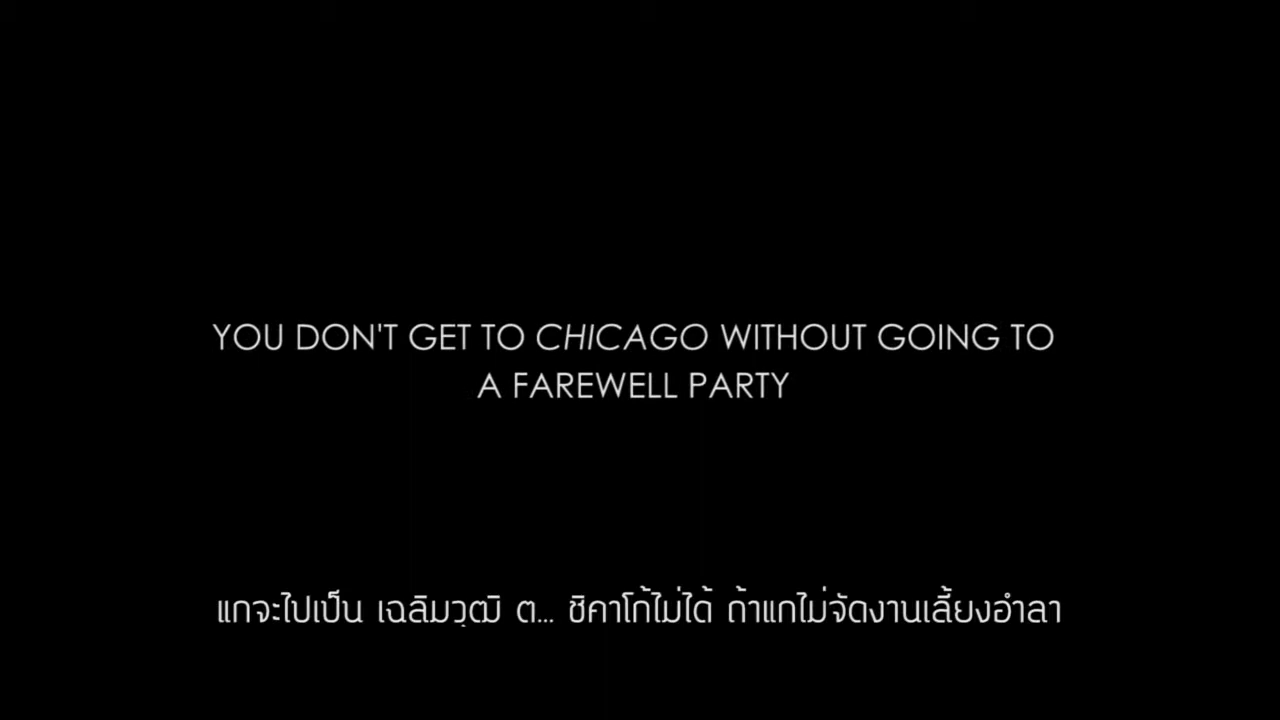 YOU DON'T GET TO CHICAGO WITHOUT GOING TO
A FAREWELL PARTY
แกจะไปเป็น เฉลิมวุฒิ ต... ชิคาโก้ไม่ได้ ถ้าแกไม่จัดงานเลี้ยงอำลา